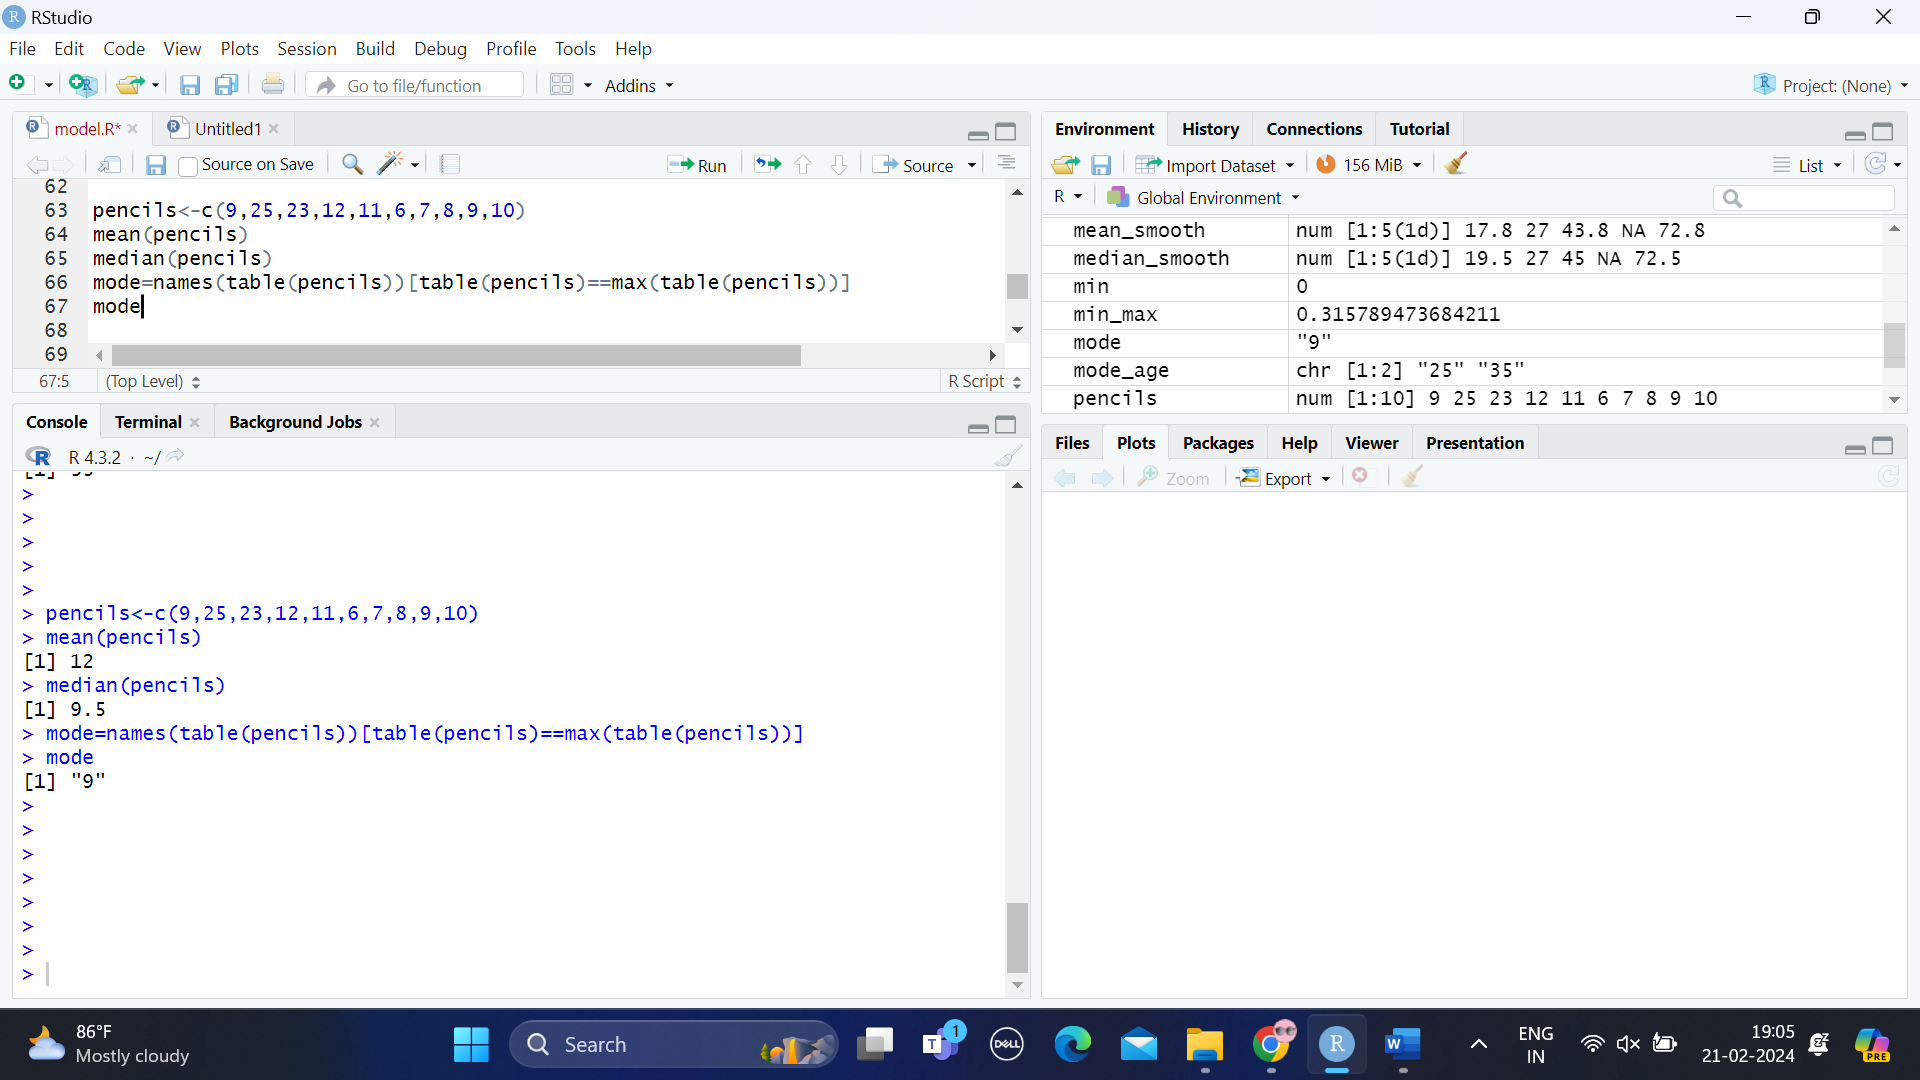 RStudio
File Edit Code View Plots Session Build Debug Profile Tools Help
Go to file/function Addins Project: (None)
model.R* Untitled1
Source on Save Run Source
62
63 pencils<-c(9,25,23,12,11,6,7,8,9,10)
64 mean(pencils)
65 median(pencils)
66 mode=names(table(pencils))[table(pencils)==max(table(pencils))]
67 mode
68
69
67:5 (Top Level) R Script
Console Terminal Background Jobs
R 4.3.2 · ~/
>
>
>
>
>
> pencils<-c(9,25,23,12,11,6,7,8,9,10)
> mean(pencils)
[1] 12
> median(pencils)
[1] 9.5
> mode=names(table(pencils))[table(pencils)==max(table(pencils))]
> mode
[1] "9"
>
>
>
>
>
>
>
>
Environment History Connections Tutorial
Import Dataset 156 MiB List
R Global Environment
mean_smooth num [1:5(1d)] 17.8 27 43.8 NA 72.8
median_smooth num [1:5(1d)] 19.5 27 45 NA 72.5
min 0
min_max 0.315789473684211
mode "9"
mode_age chr [1:2] "25" "35"
pencils num [1:10] 9 25 23 12 11 6 7 8 9 10
Files Plots Packages Help Viewer Presentation
Zoom Export
86°F
Mostly cloudy
Search
1
DELL
ENG
IN
19:05
21-02-2024
PRE